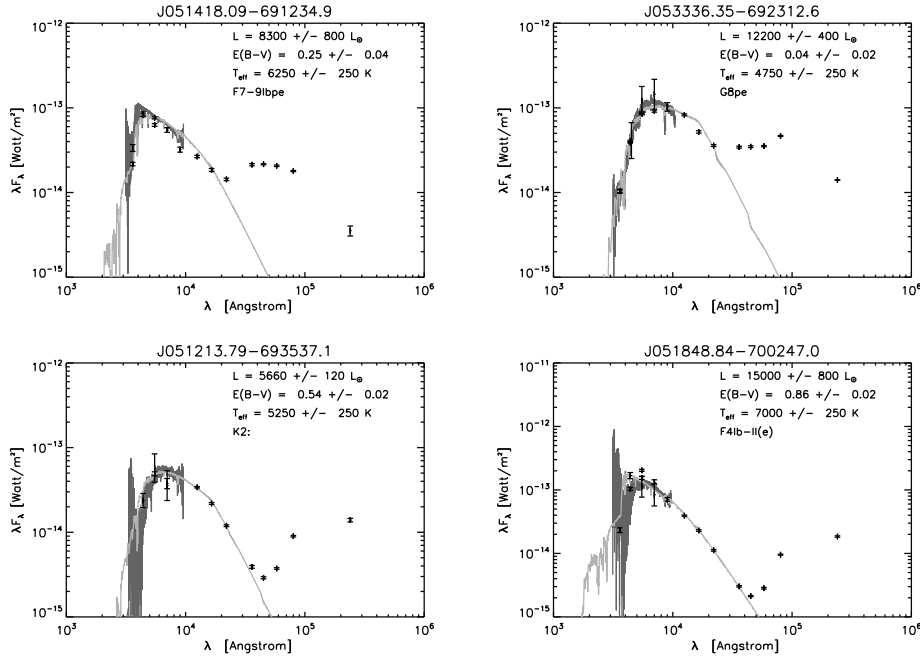 J051418.09-691234.9
L = 8300 +/- 800 L⊙
E(B-V) = 0.25 +/- 0.04
Teff = 6250 +/- 250 K
F7-9Ibpe
λFλ [Watt/m²]
10⁻¹²
10⁻¹³
10⁻¹⁴
10⁻¹⁵
10³ 10⁴ 10⁵ 10⁶
λ [Angstrom]
J053336.35-692312.6
L = 12200 +/- 400 L⊙
E(B-V) = 0.04 +/- 0.02
Teff = 4750 +/- 250 K
G8pe
λFλ [Watt/m²]
10⁻¹²
10⁻¹³
10⁻¹⁴
10⁻¹⁵
10³ 10⁴ 10⁵ 10⁶
λ [Angstrom]
J051213.79-693537.1
L = 5660 +/- 120 L⊙
E(B-V) = 0.54 +/- 0.02
Teff = 5250 +/- 250 K
K2:
λFλ [Watt/m²]
10⁻¹²
10⁻¹³
10⁻¹⁴
10⁻¹⁵
10³ 10⁴ 10⁵ 10⁶
λ [Angstrom]
J051848.84-700247.0
L = 15000 +/- 800 L⊙
E(B-V) = 0.86 +/- 0.02
Teff = 7000 +/- 250 K
F4Ib-II(e)
λFλ [Watt/m²]
10⁻¹¹
10⁻¹²
10⁻¹³
10⁻¹⁴
10⁻¹⁵
10³ 10⁴ 10⁵ 10⁶
λ [Angstrom]